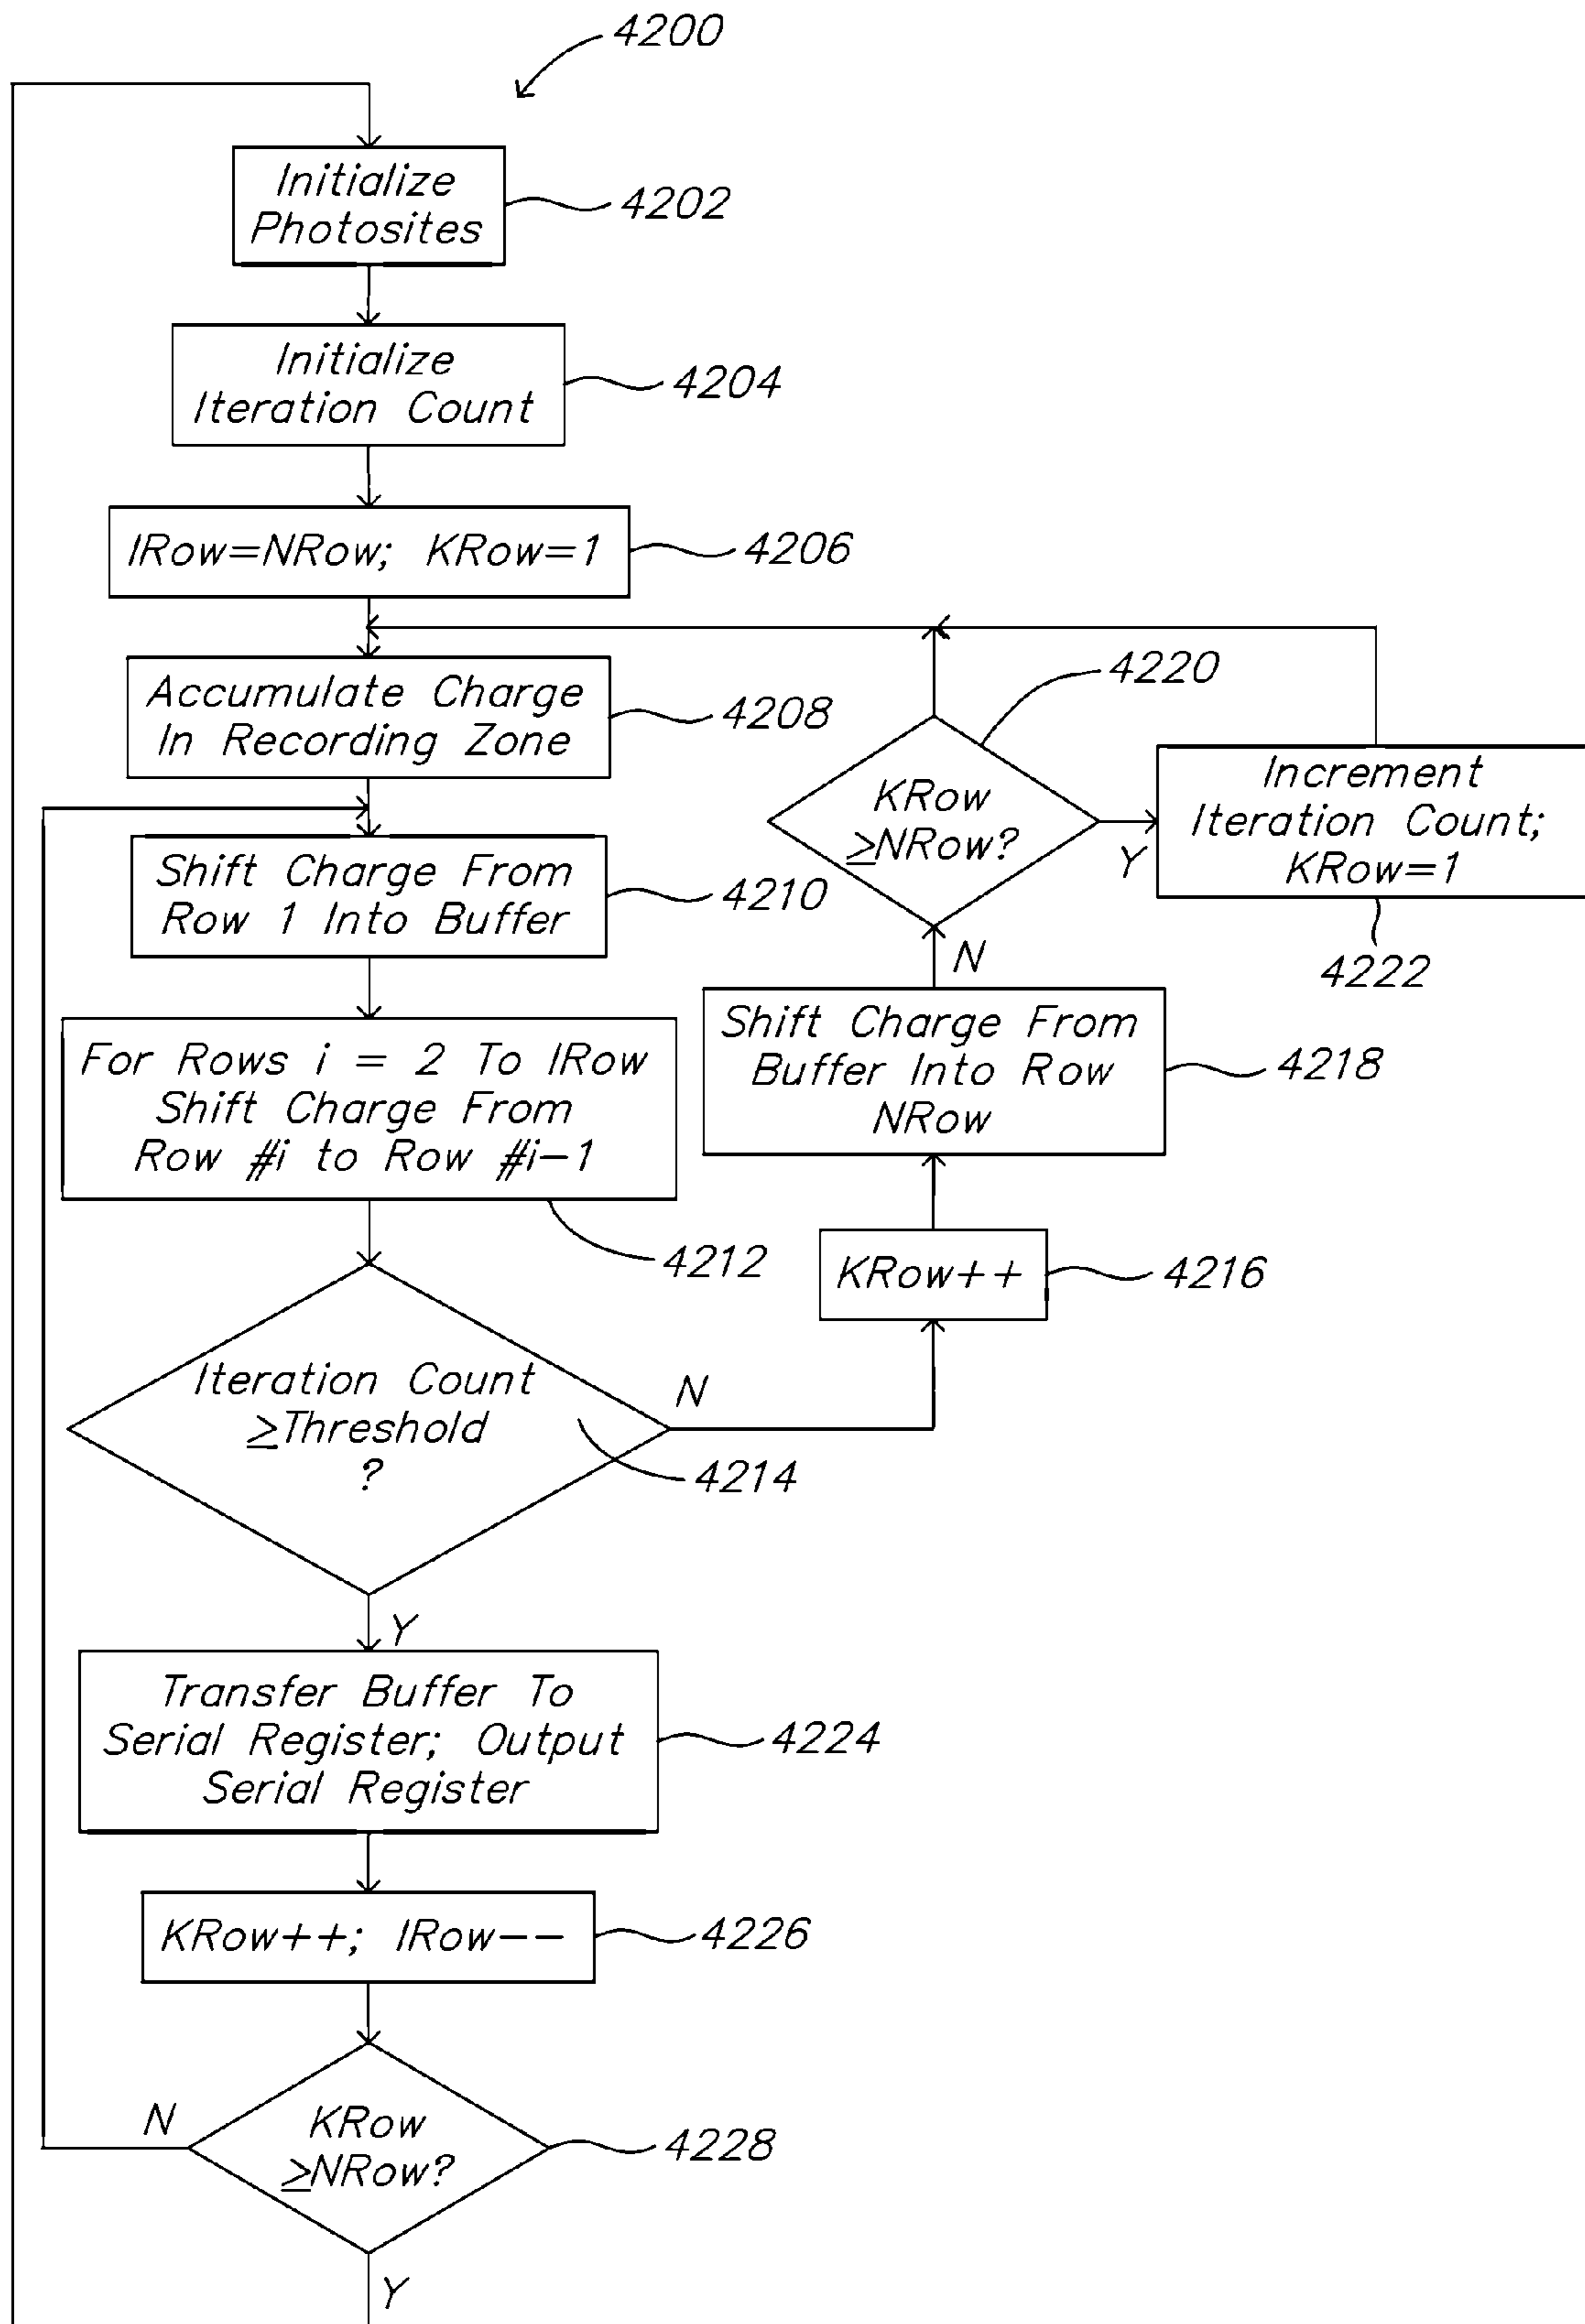 4200
Initialize
Photosites
4202
Initialize
Iteration Count
4204
IRow=NRow; KRow=1
4206
Accumulate Charge
In Recording Zone
4208
Shift Charge From
Row 1 Into Buffer
4210
For Rows i = 2 To IRow
Shift Charge From
Row #i to Row #i-1
4212
Iteration Count
≥Threshold
?
4214
N
KRow++
4216
Shift Charge From
Buffer Into Row
NRow
4218
N
KRow
≥NRow?
4220
Y
Increment
Iteration Count;
KRow=1
4222
Y
Transfer Buffer To
Serial Register; Output
Serial Register
4224
KRow++; IRow--
4226
KRow
≥NRow?
4228
N
Y